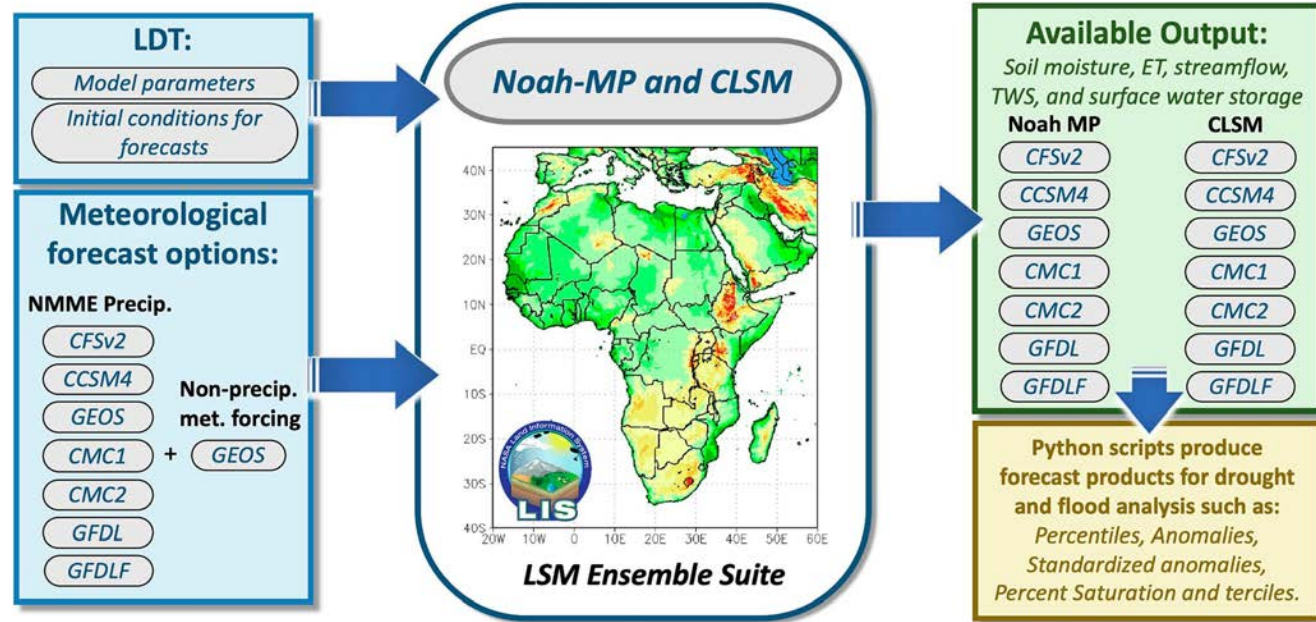 LDT:
Model parameters
Initial conditions for
forecasts
Meteorological
forecast options:
NMME Precip.
CFSv2
CCSM4
GEOS
CMC1
CMC2
GFDL
GFDLF
+
Non-precip.
met. forcing
GEOS
Noah-MP and CLSM
40N
30N
20N
10N
EQ
10S
20S
30S
40S
20W
10W
0
10E
20E
30E
40E
50E
60E
NASA Land Information System
LIS
LSM Ensemble Suite
Available Output:
Soil moisture, ET, streamflow,
TWS, and surface water storage
Noah MP
CFSv2
CCSM4
GEOS
CMC1
CMC2
GFDL
GFDLF
CLSM
CFSv2
CCSM4
GEOS
CMC1
CMC2
GFDL
GFDLF
Python scripts produce
forecast products for drought
and flood analysis such as:
Percentiles, Anomalies,
Standardized anomalies,
Percent Saturation and terciles.